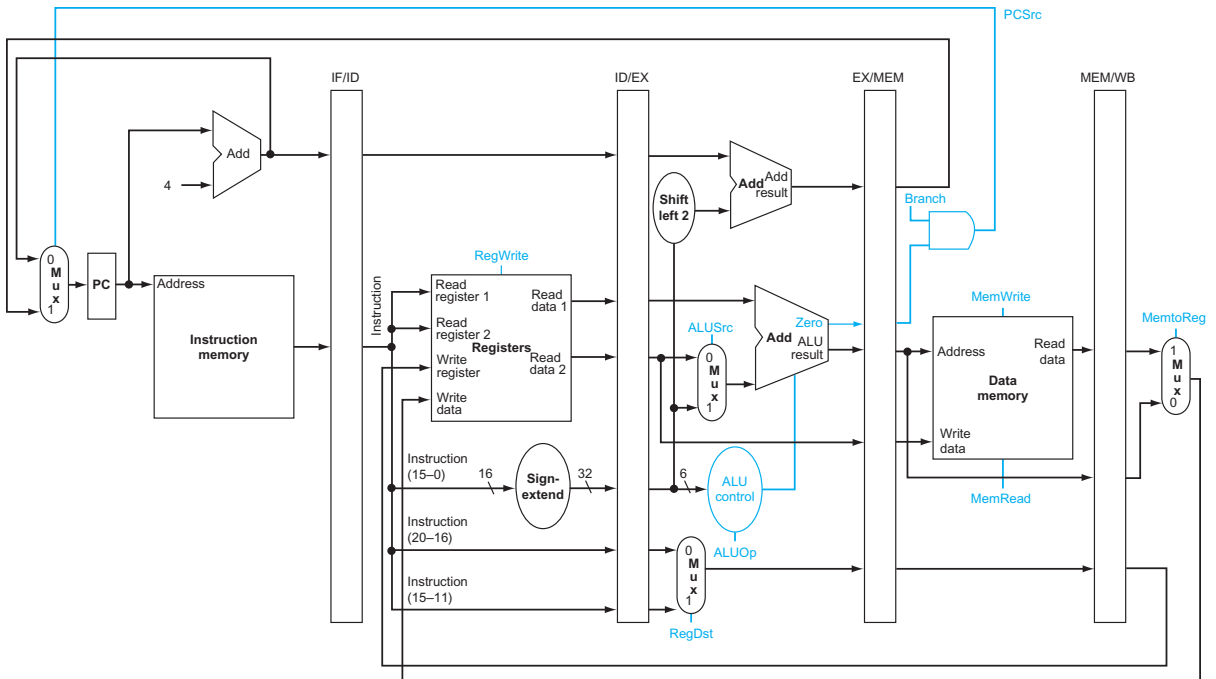 PCSrc
IF/ID
ID/EX
EX/MEM
MEM/WB
Add
4
Shift
left 2
Add
Add
result
Branch
0
M
u
x
1
PC
Address
Instruction
memory
Instruction
RegWrite
Read
register 1
Read
data 1
Read
register 2
Registers
Write
register
Read
data 2
Write
data
ALUSrc
0
M
u
x
1
Zero
Add
ALU
result
MemWrite
Address
Read
data
Data
memory
Write
data
MemRead
MemtoReg
1
M
u
x
0
Instruction
(15–0)
16
Sign-
extend
32
6
ALU
control
ALUOp
Instruction
(20–16)
Instruction
(15–11)
0
M
u
x
1
RegDst